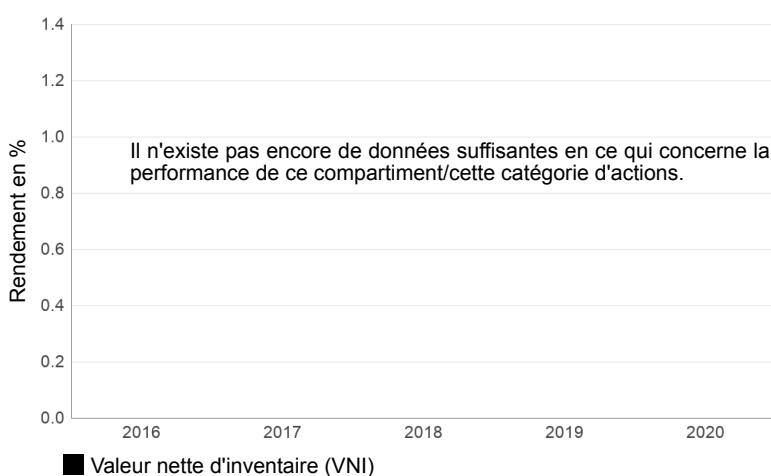 Rendement en %
1.4
1.2
1.0
0.8
0.6
0.4
0.2
0.0
Il n'existe pas encore de données suffisantes en ce qui concerne la
performance de ce compartiment/cette catégorie d'actions.
2016 2017 2018 2019 2020
Valeur nette d'inventaire (VNI)